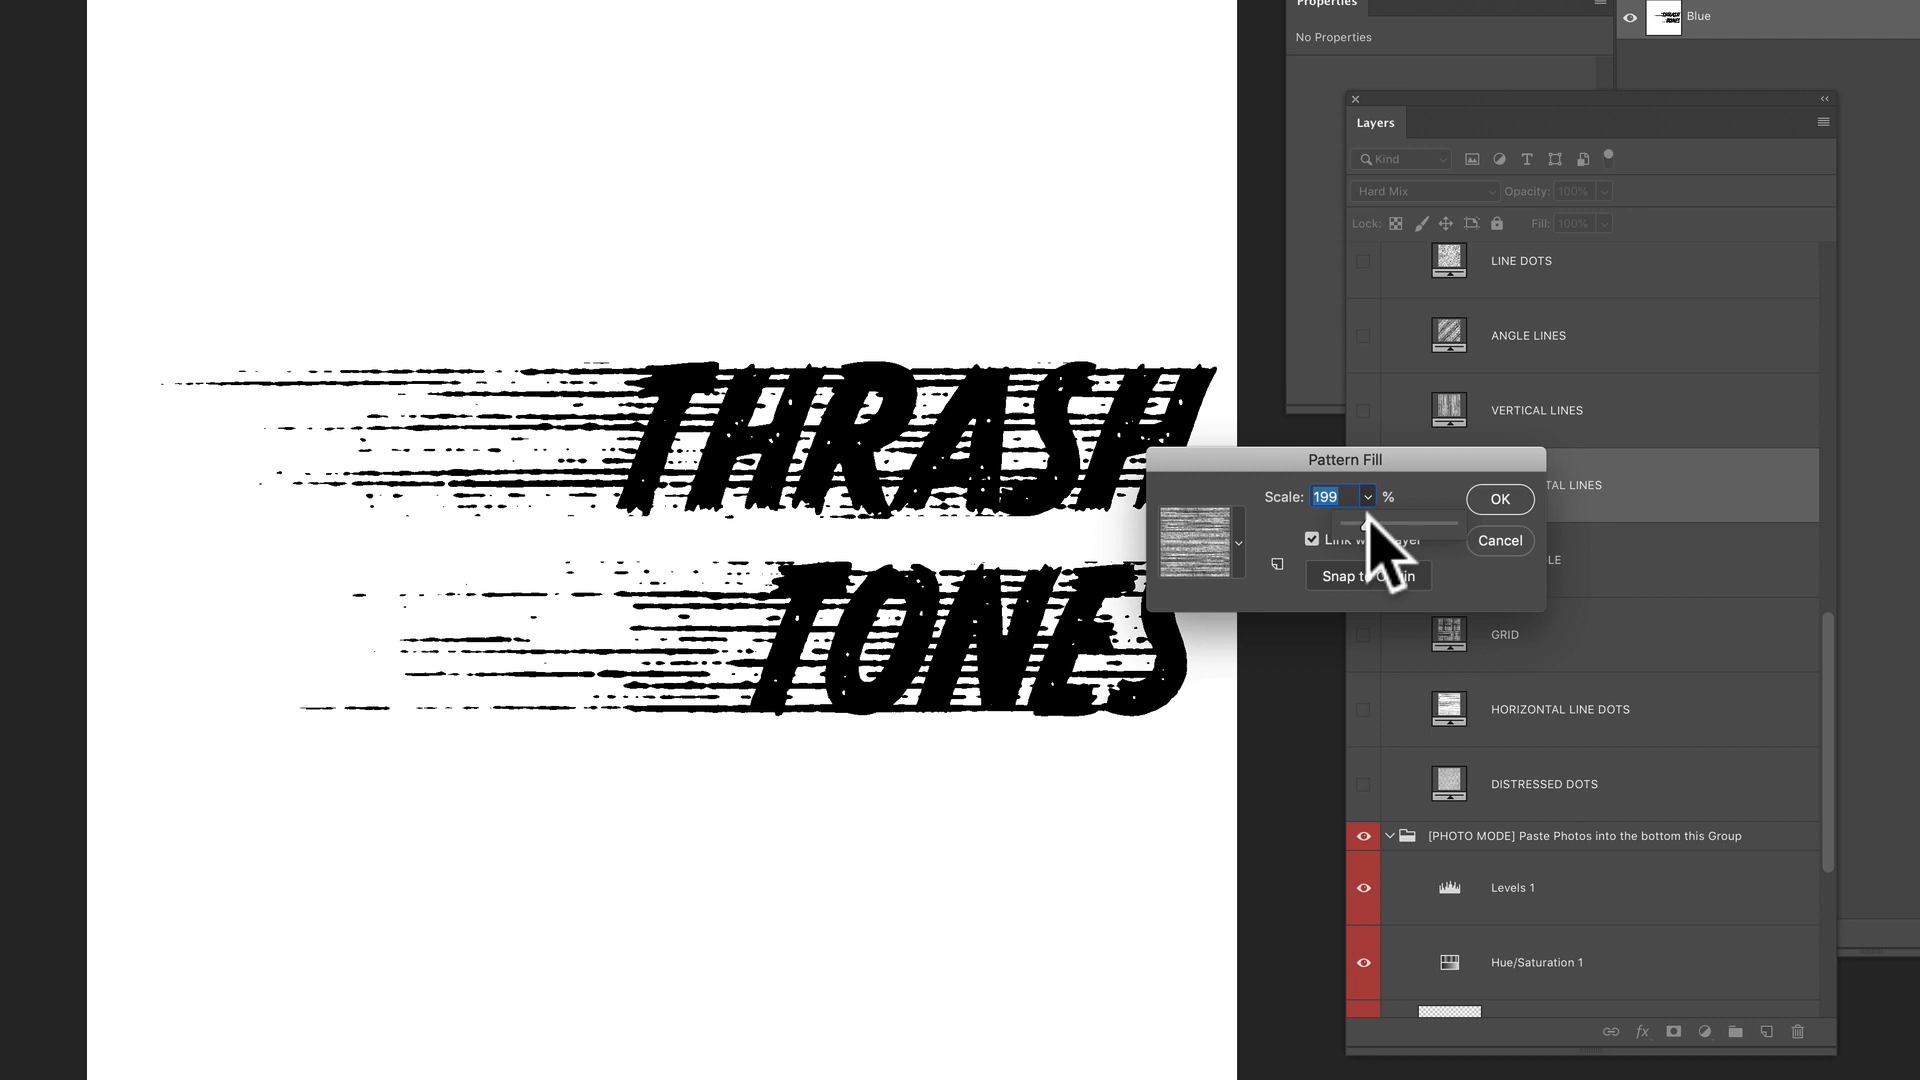 Properties
No Properties
Blue
Layers
Kind
Hard Mix
Opacity: 100%
Lock:
Fill: 100%
LINE DOTS
ANGLE LINES
VERTICAL LINES
TAL LINES
LE
GRID
HORIZONTAL LINE DOTS
DISTRESSED DOTS
[PHOTO MODE] Paste Photos into the bottom this Group
Levels 1
Hue/Saturation 1
fx
THRASH
TONES
Pattern Fill
Scale: 199 %
OK
Cancel
Snap